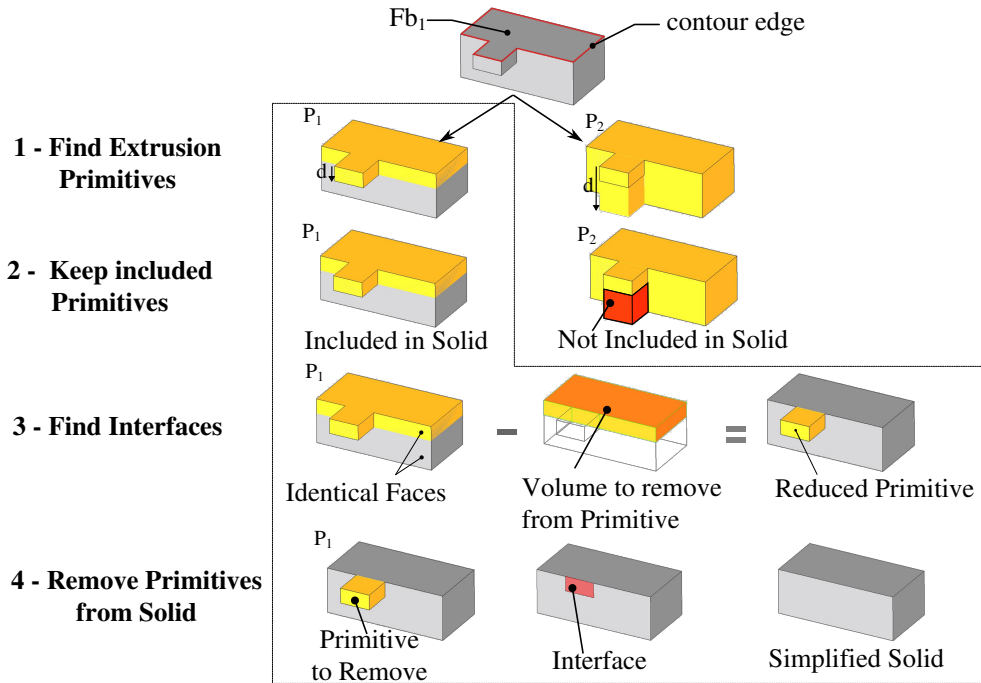 Fb1
contour edge
1 - Find Extrusion
Primitives
P1
d
P2
d
2 - Keep included
Primitives
P1
Included in Solid
P2
Not Included in Solid
3 - Find Interfaces
P1
Identical Faces
Volume to remove
from Primitive
Reduced Primitive
4 - Remove Primitives
from Solid
P1
Primitive
to Remove
Interface
Simplified Solid